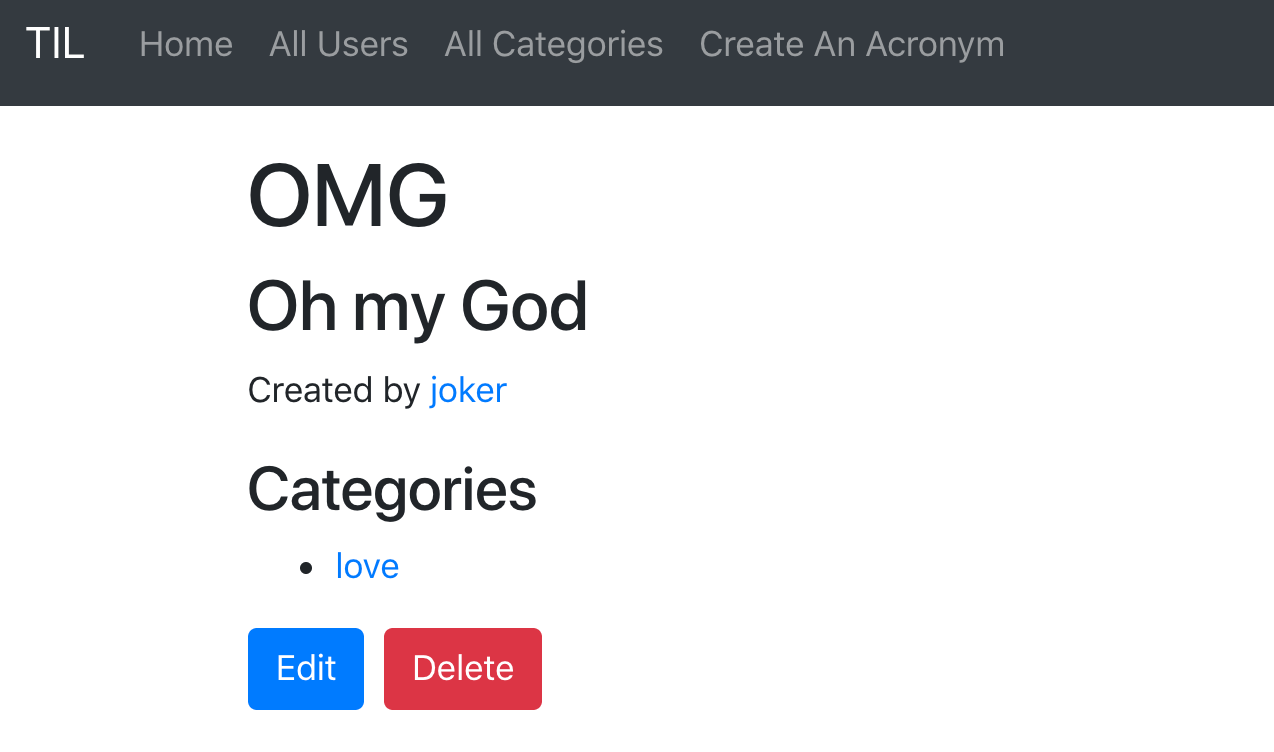 TIL Home All Users All Categories Create An Acronym
OMG
Oh my God
Created by joker
Categories
love
Edit Delete